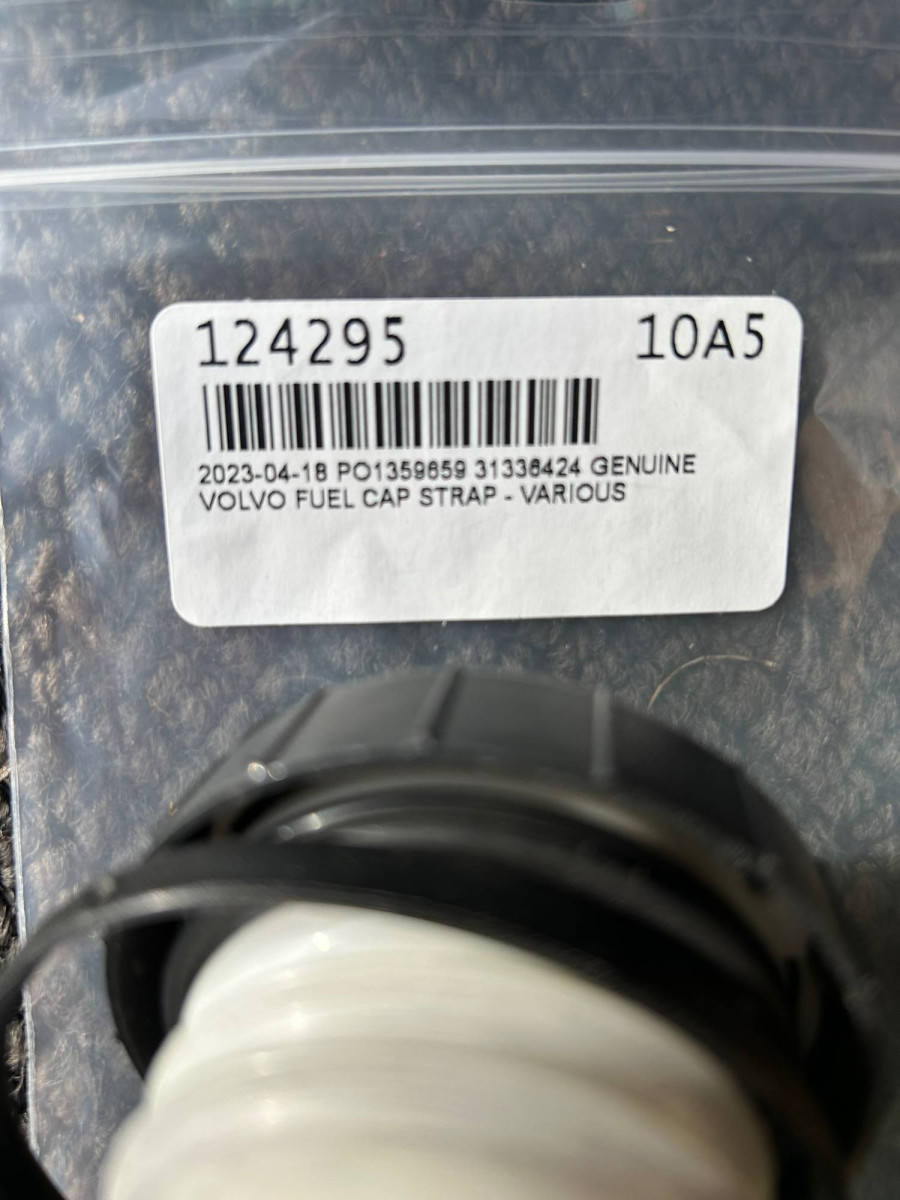 124295 10A5
2023-04-18 PO1359659 31336424 GENUINE
VOLVO FUEL CAP STRAP - VARIOUS